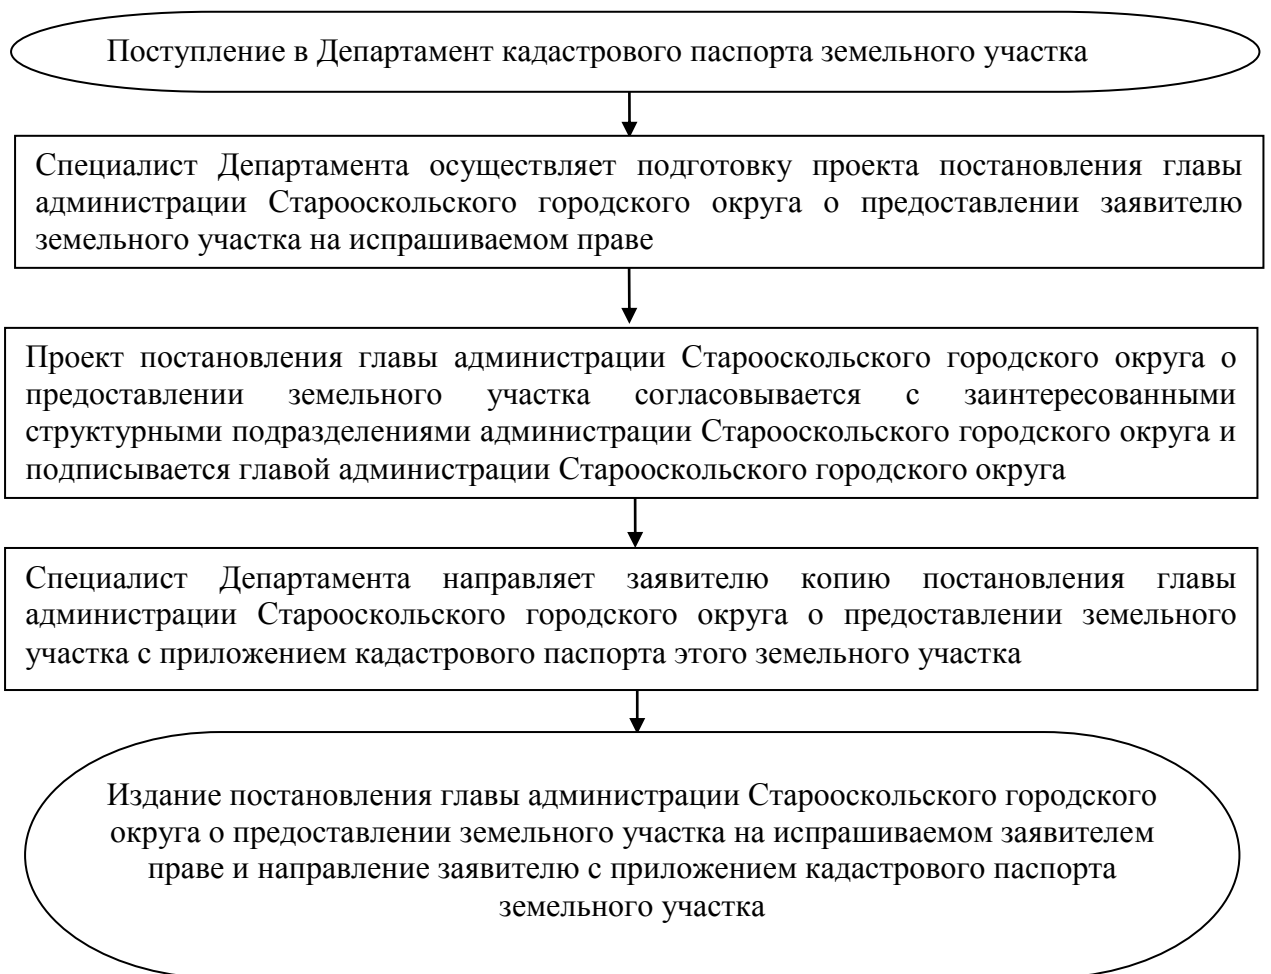 Поступление в Департамент кадастрового паспорта земельного участка
Специалист Департамента осуществляет подготовку проекта постановления главы
администрации Старооскольского городского округа о предоставлении заявителю
земельного участка на испрашиваемом праве
Проект постановления главы администрации Старооскольского городского округа о
предоставлении земельного участка согласовывается с заинтересованными
структурными подразделениями администрации Старооскольского городского округа и
подписывается главой администрации Старооскольского городского округа
Специалист Департамента направляет заявителю копию постановления главы
администрации Старооскольского городского округа о предоставлении земельного
участка с приложением кадастрового паспорта этого земельного участка
Издание постановления главы администрации Старооскольского городского
округа о предоставлении земельного участка на испрашиваемом заявителем
праве и направление заявителю с приложением кадастрового паспорта
земельного участка